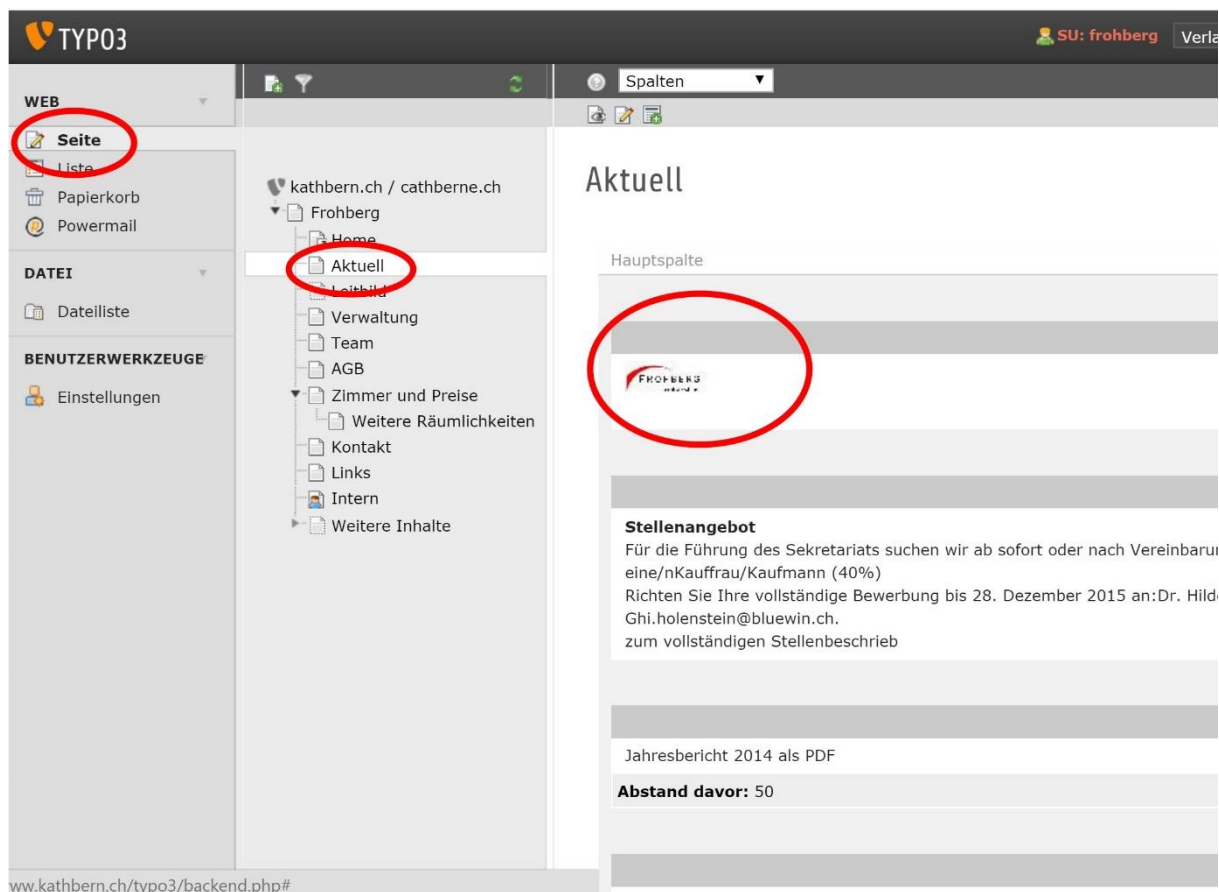 TYPO3
SU: frohberg
Verla
WEB
Seite
Liste
Papierkorb
Powermail
DATEI
Dateiliste
BENUTZERWERKZEUGE
Einstellungen
kathbern.ch / cathberne.ch
Frohberg
Home
Aktuell
Leitbild
Verwaltung
Team
AGB
Zimmer und Preise
Weitere Räumlichkeiten
Kontakt
Links
Intern
Weitere Inhalte
Spalten
Aktuell
Hauptspalte
FROHBERG
Stellenangebot
Für die Führung des Sekretariats suchen wir ab sofort oder nach Vereinbarun
eine/nKauffrau/Kaufmann (40%)
Richten Sie Ihre vollständige Bewerbung bis 28. Dezember 2015 an:Dr. Hilde
Ghi.holenstein@bluewin.ch.
zum vollständigen Stellenbeschrieb
Jahresbericht 2014 als PDF
Abstand davor: 50
ww.kathbern.ch/typo3/backend.php#